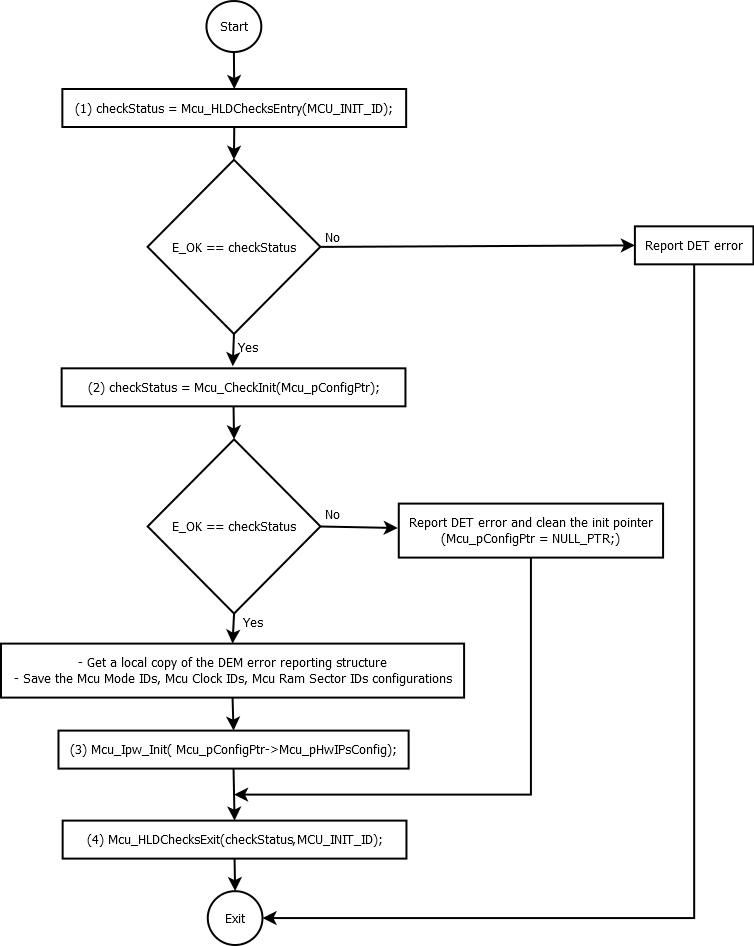 Start
(1) checkStatus = Mcu_HLDChecksEntry(MCU_INIT_ID);
E_OK == checkStatus
No
Report DET error
Yes
(2) checkStatus = Mcu_CheckInit(Mcu_pConfigPtr);
E_OK == checkStatus
No
Report DET error and clean the init pointer
(Mcu_pConfigPtr = NULL_PTR;)
Yes
- Get a local copy of the DEM error reporting structure
- Save the Mcu Mode IDs, Mcu Clock IDs, Mcu Ram Sector IDs configurations
(3) Mcu_Ipw_Init( Mcu_pConfigPtr->Mcu_pHwIPsConfig);
(4) Mcu_HLDChecksExit(checkStatus,MCU_INIT_ID);
Exit